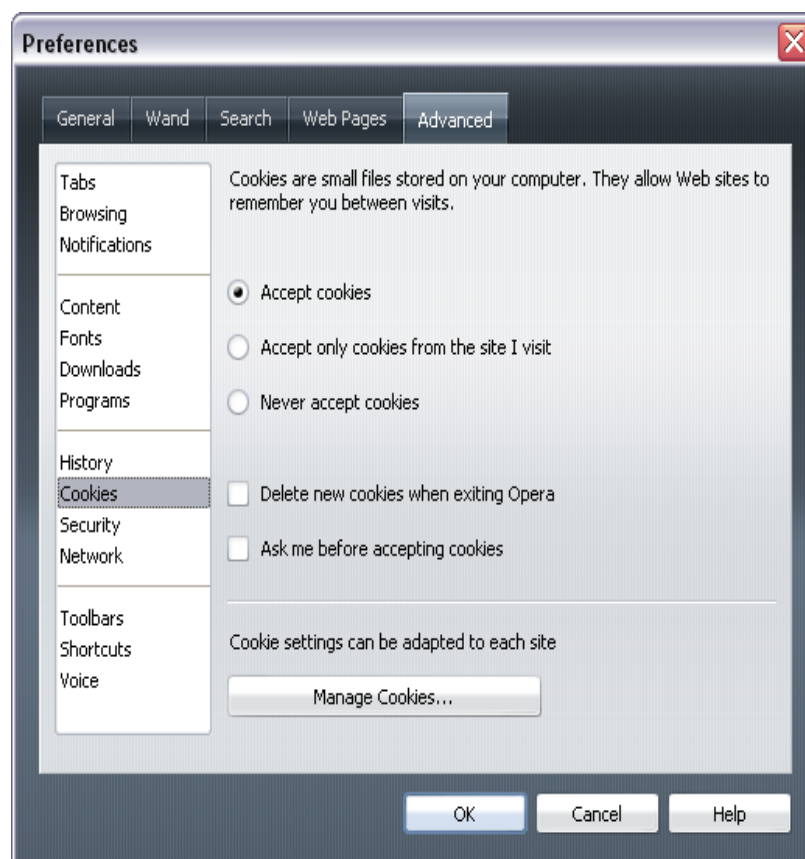 Preferences
General
Wand
Search
Web Pages
Advanced
Tabs
Browsing
Notifications
Content
Fonts
Downloads
Programs
History
Cookies
Security
Network
Toolbars
Shortcuts
Voice
Cookies are small files stored on your computer. They allow Web sites to
remember you between visits.
Accept cookies
Accept only cookies from the site I visit
Never accept cookies
Delete new cookies when exiting Opera
Ask me before accepting cookies
Cookie settings can be adapted to each site
Manage Cookies...
OK
Cancel
Help